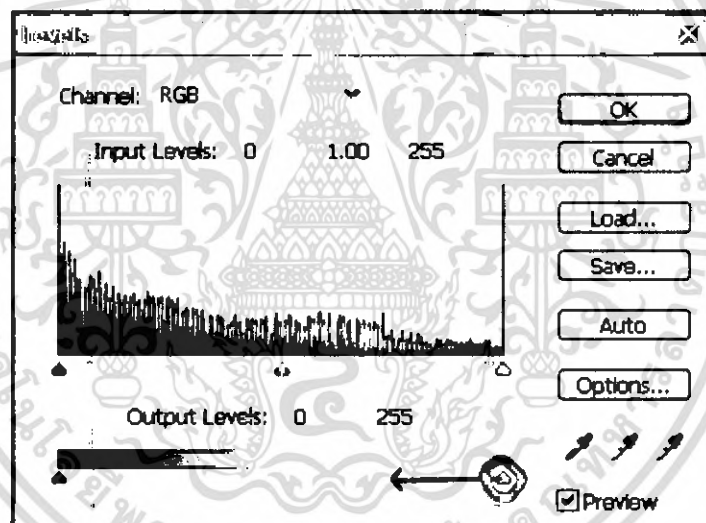 Levels
Channel: RGB
OK
Input Levels: 0 1.00 255
Cancel
Load...
Save...
Auto
Options...
Output Levels: 0 255
Preview